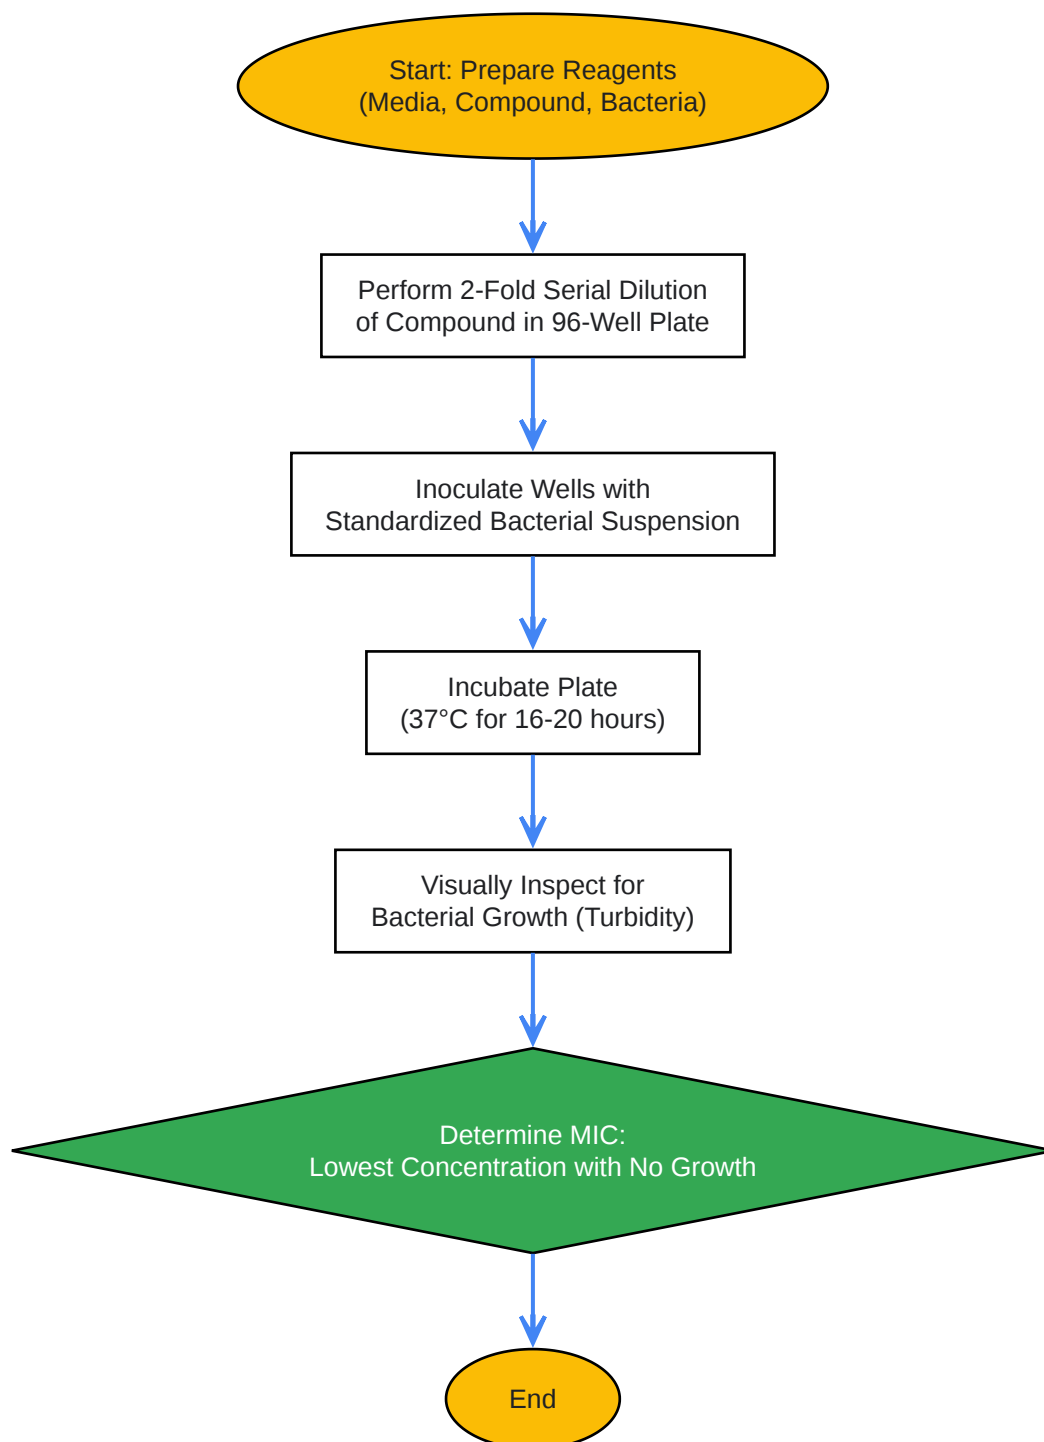 Start: Prepare Reagents
(Media, Compound, Bacteria)
Perform 2-Fold Serial Dilution
of Compound in 96-Well Plate
Inoculate Wells with
Standardized Bacterial Suspension
Incubate Plate
(37°C for 16-20 hours)
Visually Inspect for
Bacterial Growth (Turbidity)
Determine MIC:
Lowest Concentration with No Growth
End